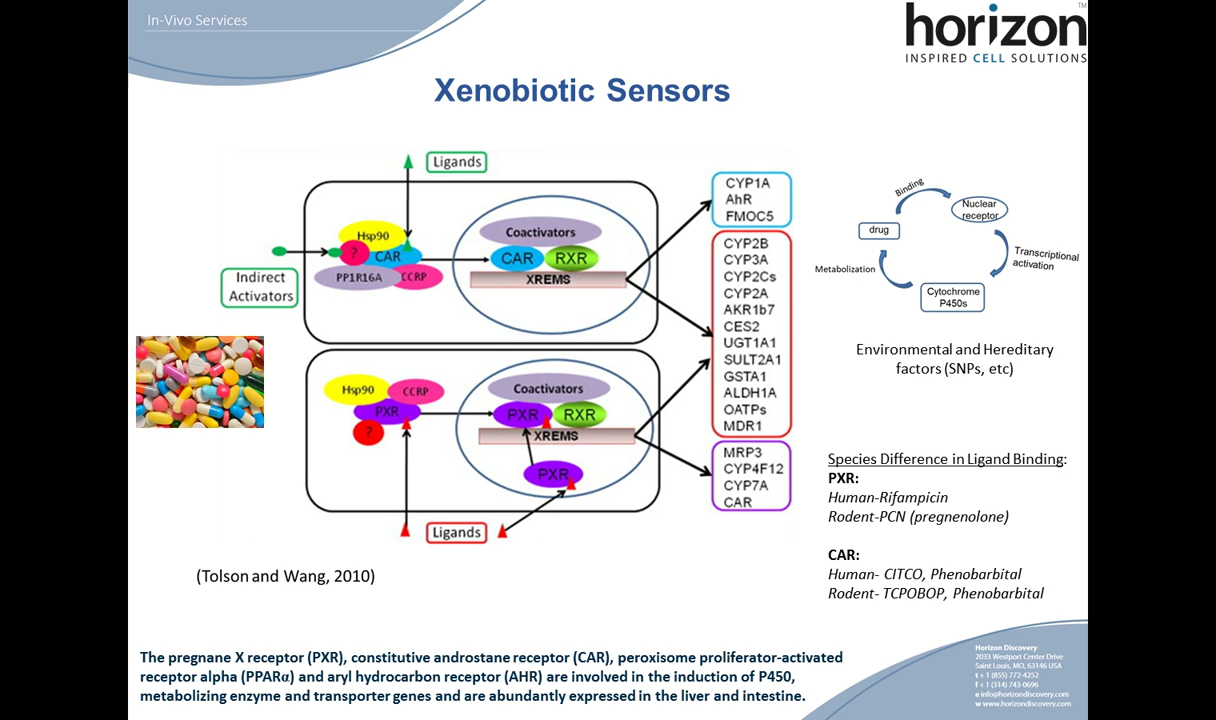 In-Vivo Services
horizon™
INSPIRED CELL SOLUTIONS
Xenobiotic Sensors
Ligands
Hsp90
?
CAR
PP1R16A
CCRP
Indirect
Activators
Coactivators
CAR
RXR
XREMS
Hsp90
CCRP
PXR
?
Coactivators
PXR
RXR
XREMS
PXR
Ligands
CYP1A
AhR
FMOC5
CYP2B
CYP3A
CYP2Cs
CYP2A
AKR1b7
CES2
UGT1A1
SULT2A1
GSTA1
ALDH1A
OATPs
MDR1
MRP3
CYP4F12
CYP7A
CAR
Binding
Nuclear
receptor
drug
Transcriptional
activation
Metabolization
Cytochrome
P450s
Environmental and Hereditary
factors (SNPs, etc)
Species Difference in Ligand Binding:
PXR:
Human-Rifampicin
Rodent-PCN (pregnenolone)
CAR:
Human- CITCO, Phenobarbital
Rodent- TCPOBOP, Phenobarbital
(Tolson and Wang, 2010)
The pregnane X receptor (PXR), constitutive androstane receptor (CAR), peroxisome proliferator-activated
receptor alpha (PPARα) and aryl hydrocarbon receptor (AHR) are involved in the induction of P450,
metabolizing enzyme and transporter genes and are abundantly expressed in the liver and intestine.
Horizon Discovery
2033 Westport Center Drive
Saint Louis, MO, 63146 USA
t + 1 (855) 772-4252
f + 1 (314) 743-0696
e info@horizondiscovery.com
w www.horizondiscovery.com